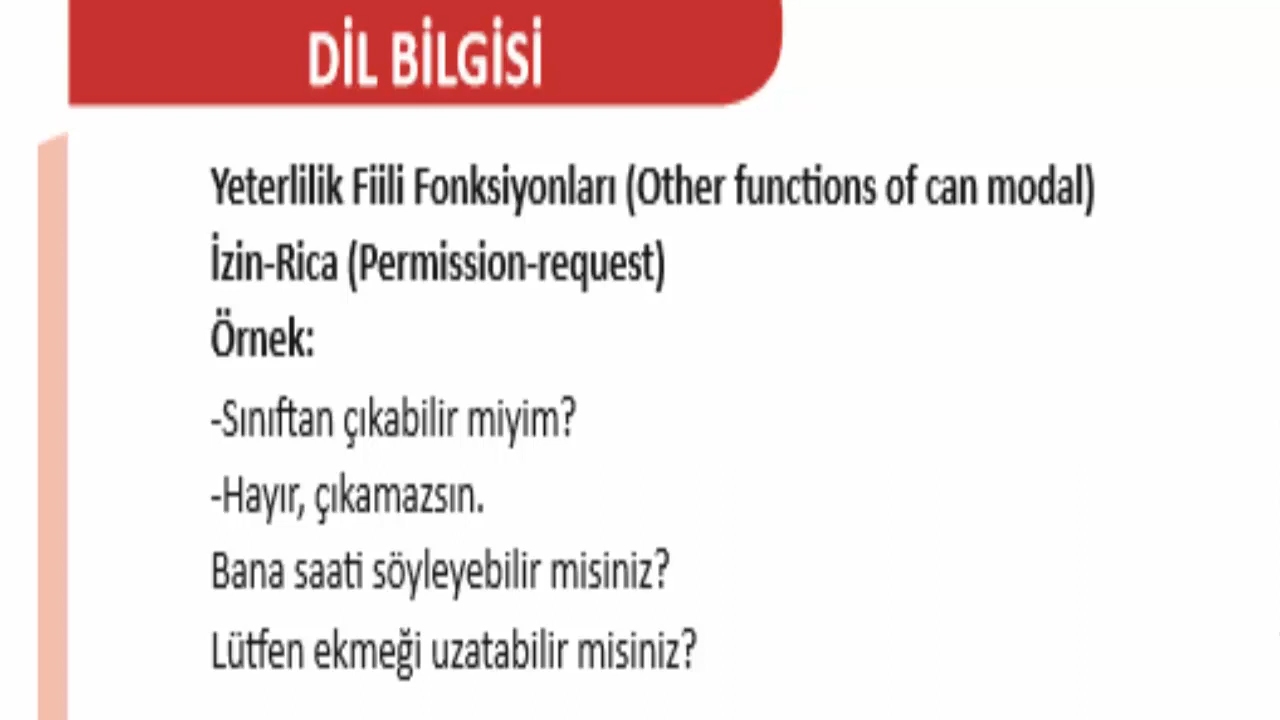 DİL BİLGİSİ
Yeterlilik Fiili Fonksiyonları (Other functions of can modal)
İzin-Rica (Permission-request)
Örnek:
-Sınıftan çıkabilir miyim?
-Hayır, çıkamazsın.
Bana saati söyleyebilir misiniz?
Lütfen ekmeği uzatabilir misiniz?